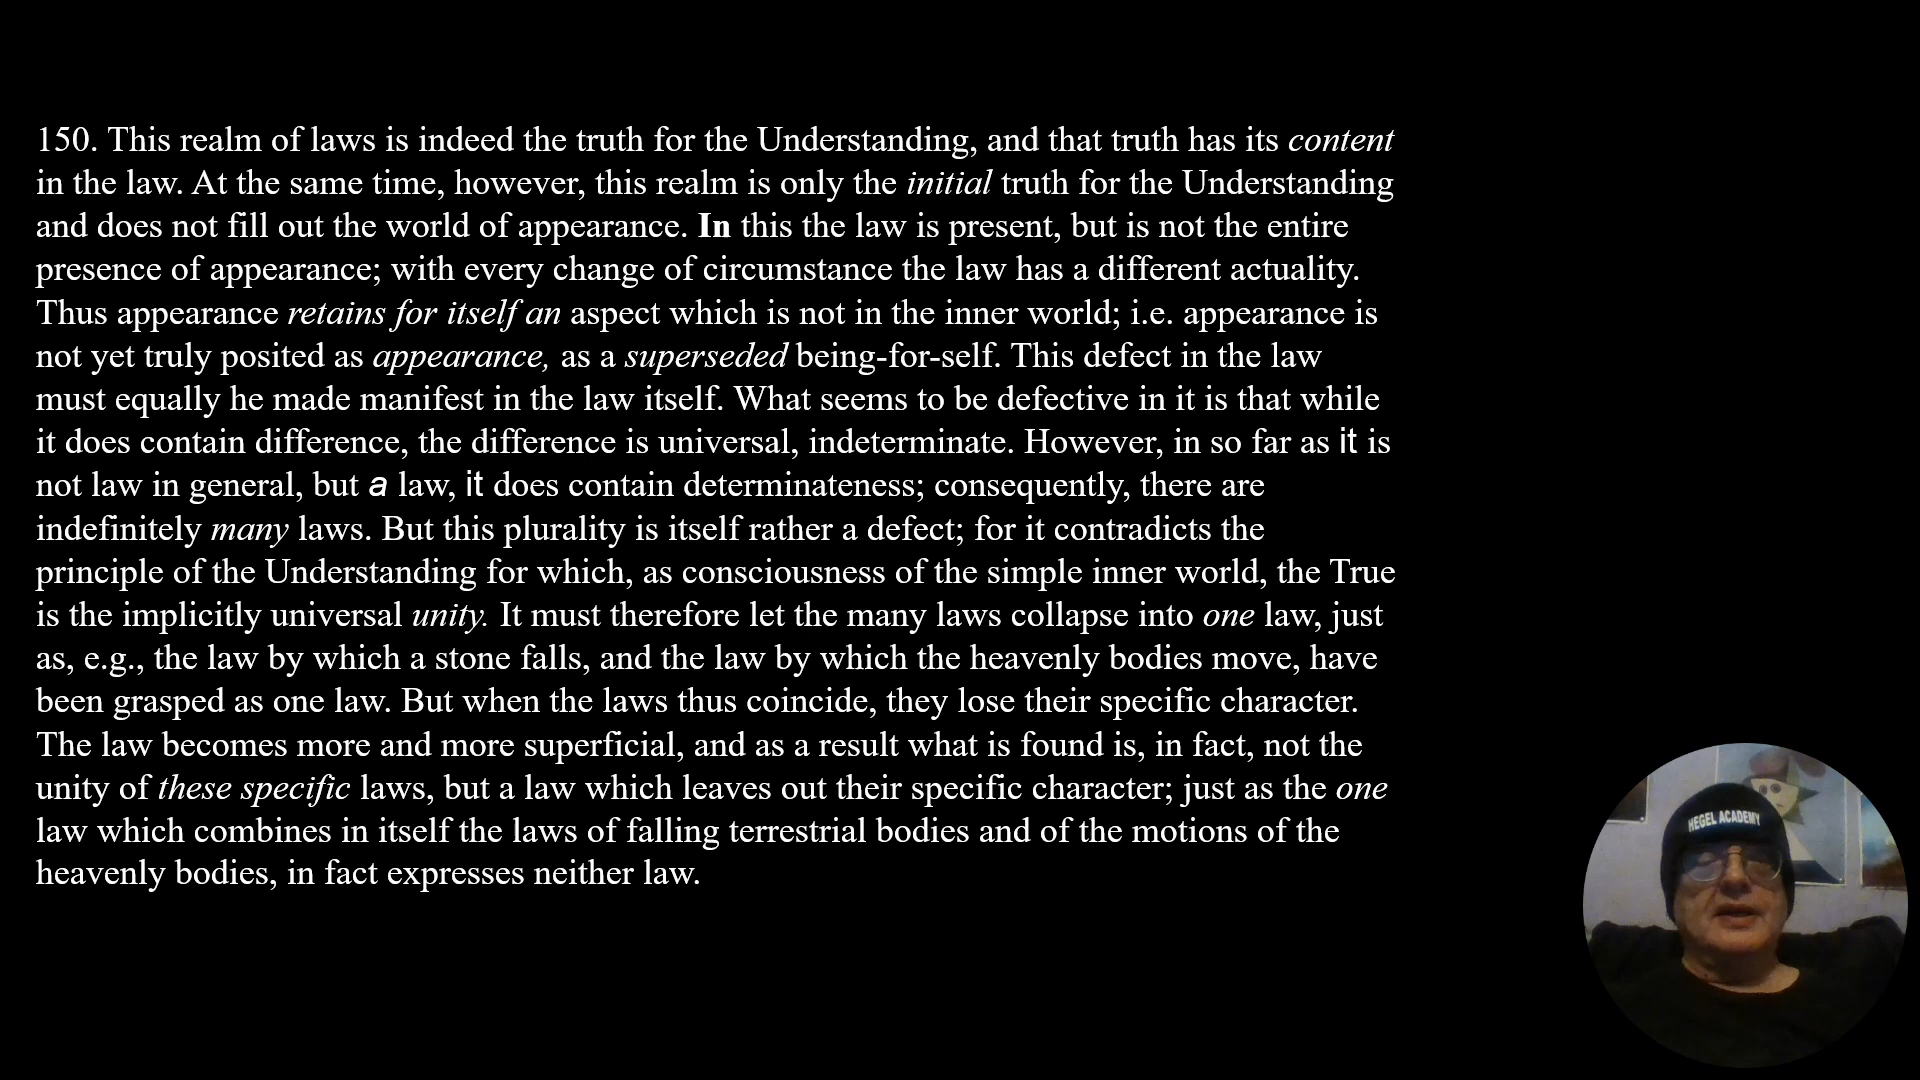 150. This realm of laws is indeed the truth for the Understanding, and that truth has its content
in the law. At the same time, however, this realm is only the initial truth for the Understanding
and does not fill out the world of appearance. In this the law is present, but is not the entire
presence of appearance; with every change of circumstance the law has a different actuality.
Thus appearance retains for itself an aspect which is not in the inner world; i.e. appearance is
not yet truly posited as appearance, as a superseded being-for-self. This defect in the law
must equally he made manifest in the law itself. What seems to be defective in it is that while
it does contain difference, the difference is universal, indeterminate. However, in so far as it is
not law in general, but a law, it does contain determinateness; consequently, there are
indefinitely many laws. But this plurality is itself rather a defect; for it contradicts the
principle of the Understanding for which, as consciousness of the simple inner world, the True
is the implicitly universal unity. It must therefore let the many laws collapse into one law, just
as, e.g., the law by which a stone falls, and the law by which the heavenly bodies move, have
been grasped as one law. But when the laws thus coincide, they lose their specific character.
The law becomes more and more superficial, and as a result what is found is, in fact, not the
unity of these specific laws, but a law which leaves out their specific character; just as the one
law which combines in itself the laws of falling terrestrial bodies and of the motions of the
heavenly bodies, in fact expresses neither law.
HEGEL ACADEMY